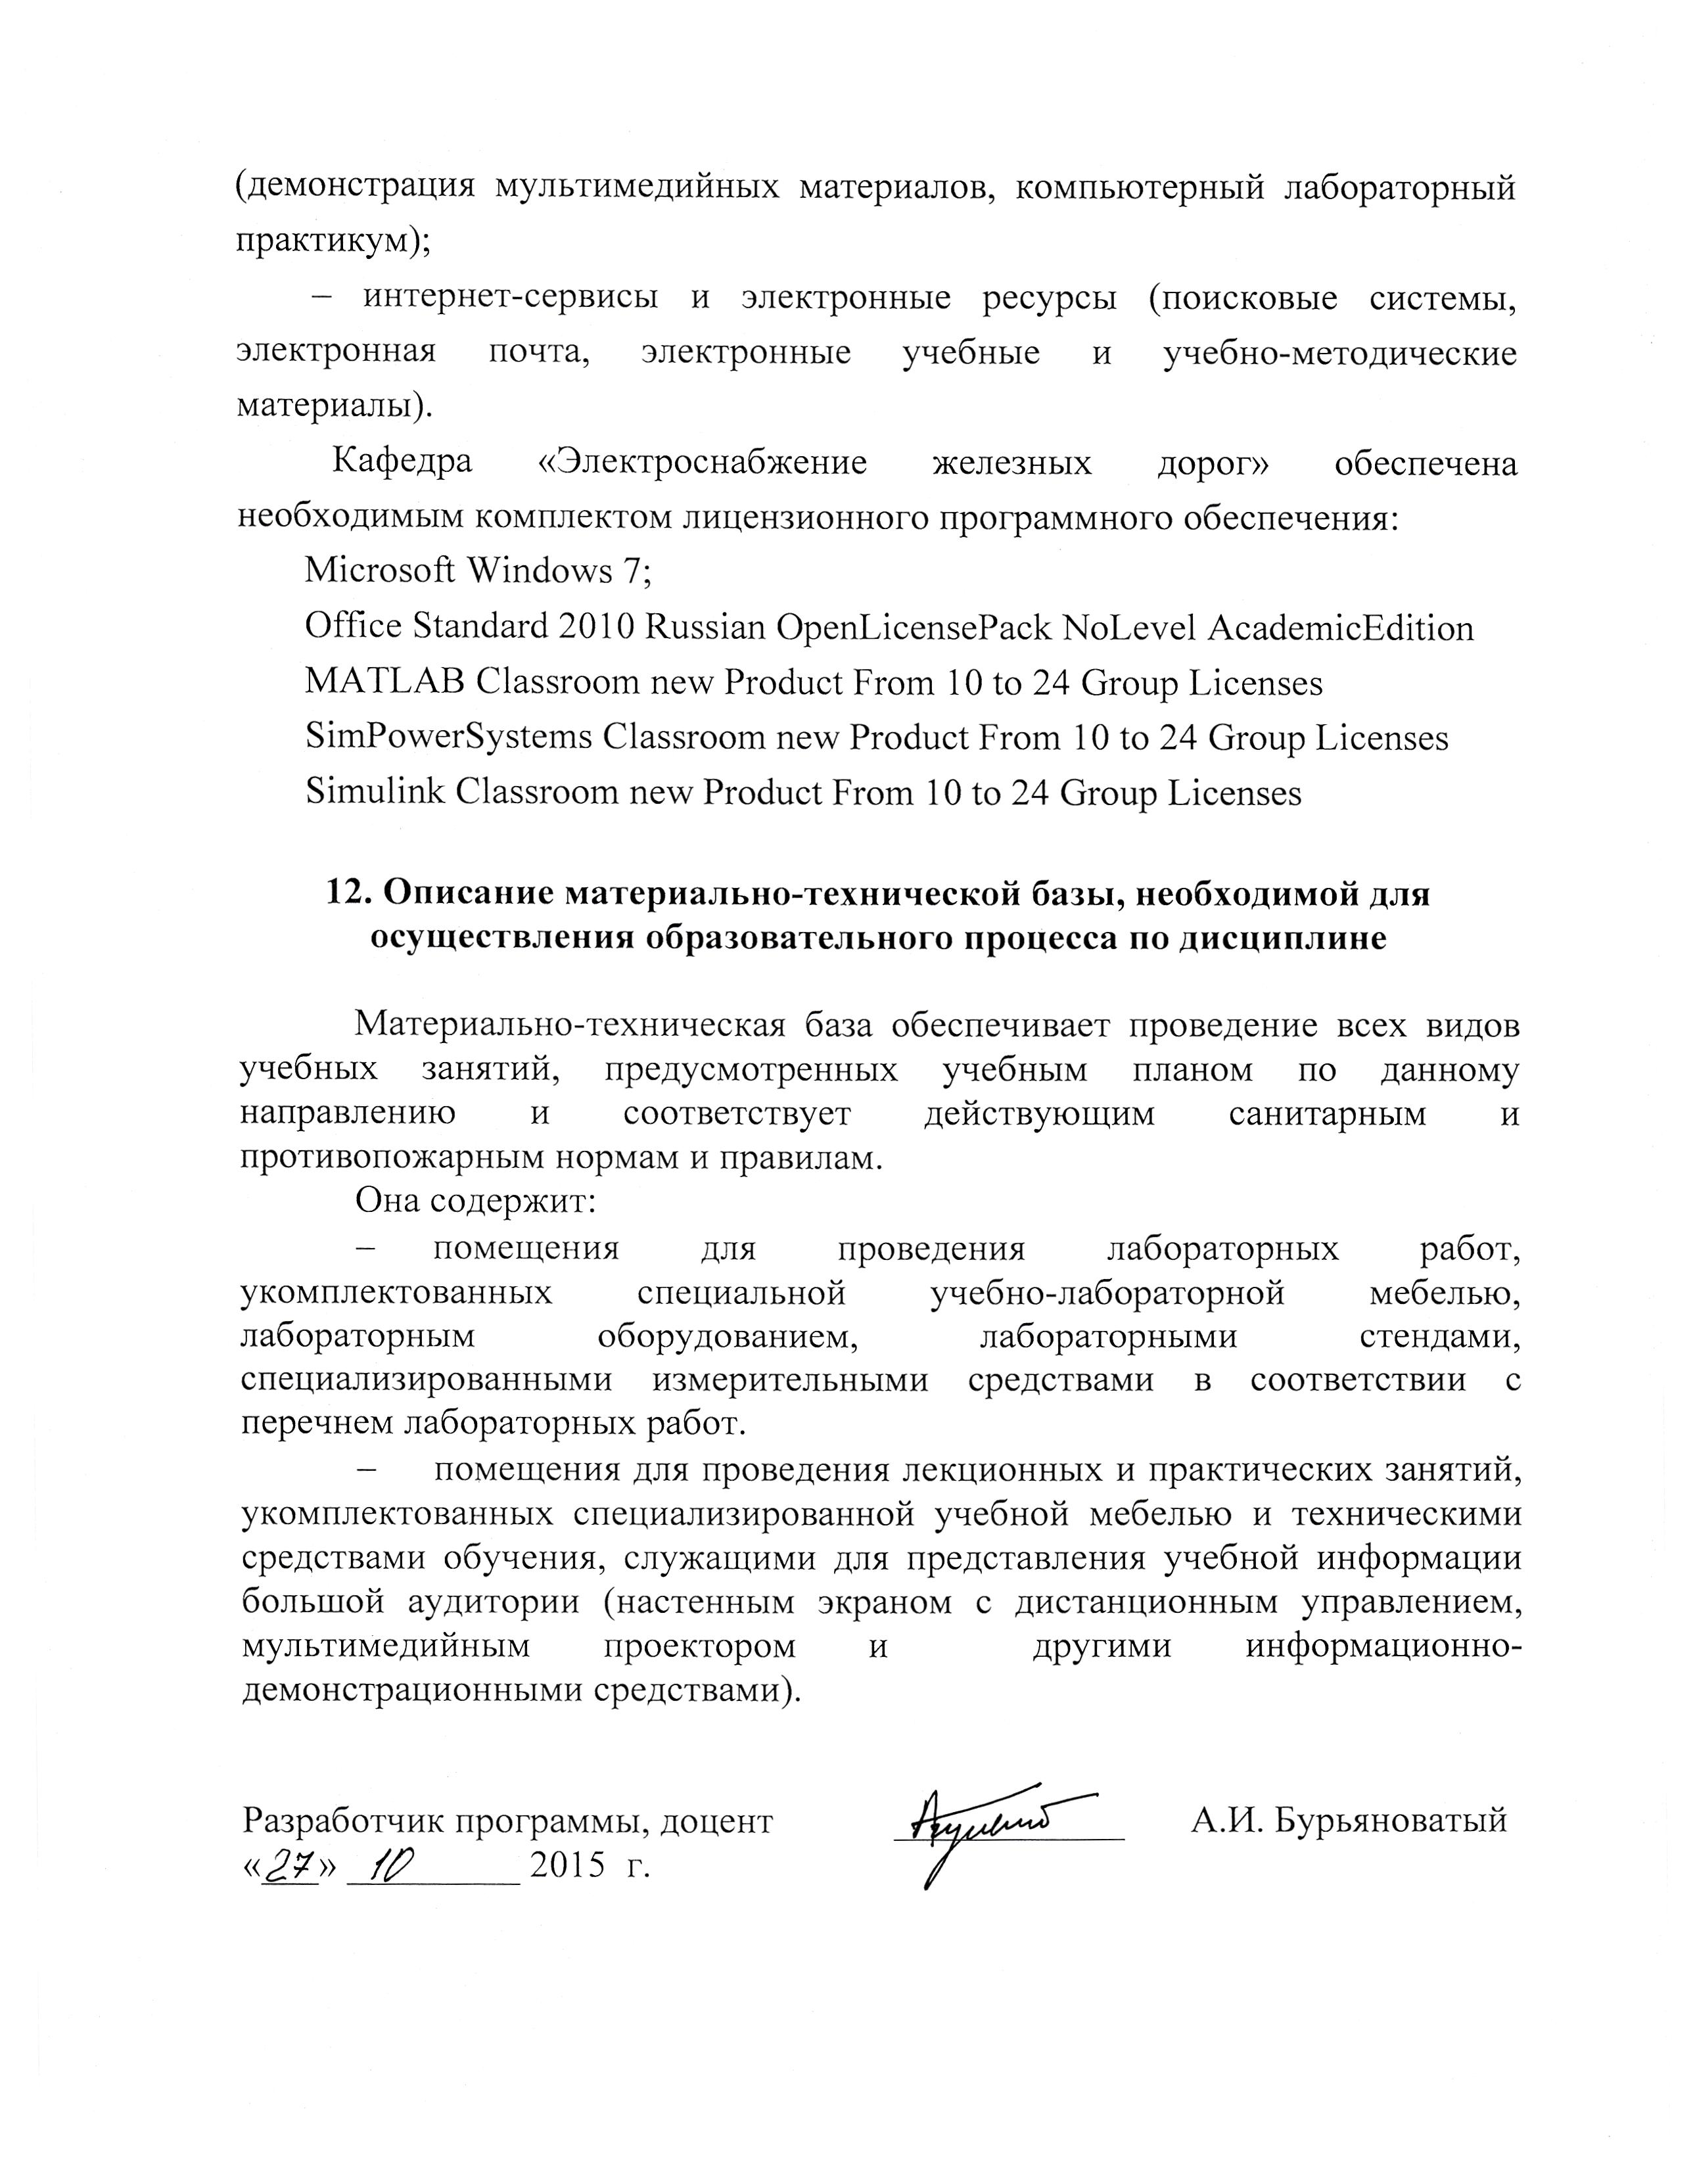 (демонстрация мультимедийных материалов, компьютерный лабораторный
практикум);
– интернет-сервисы и электронные ресурсы (поисковые системы,
электронная почта, электронные учебные и учебно-методические
материалы).
Кафедра «Электроснабжение железных дорог» обеспечена
необходимым комплектом лицензионного программного обеспечения:
Microsoft Windows 7;
Office Standard 2010 Russian OpenLicensePack NoLevel AcademicEdition
MATLAB Classroom new Product From 10 to 24 Group Licenses
SimPowerSystems Classroom new Product From 10 to 24 Group Licenses
Simulink Classroom new Product From 10 to 24 Group Licenses
12. Описание материально-технической базы, необходимой для
осуществления образовательного процесса по дисциплине
Материально-техническая база обеспечивает проведение всех видов
учебных занятий, предусмотренных учебным планом по данному
направлению и соответствует действующим санитарным и
противопожарным нормам и правилам.
Она содержит:
– помещения для проведения лабораторных работ,
укомплектованных специальной учебно-лабораторной мебелью,
лабораторным оборудованием, лабораторными стендами,
специализированными измерительными средствами в соответствии с
перечнем лабораторных работ.
– помещения для проведения лекционных и практических занятий,
укомплектованных специализированной учебной мебелью и техническими
средствами обучения, служащими для представления учебной информации
большой аудитории (настенным экраном с дистанционным управлением,
мультимедийным проектором и другими информационно-
демонстрационными средствами).
Разработчик программы, доцент А.И. Бурьяноватый
«27» 10 2015 г.